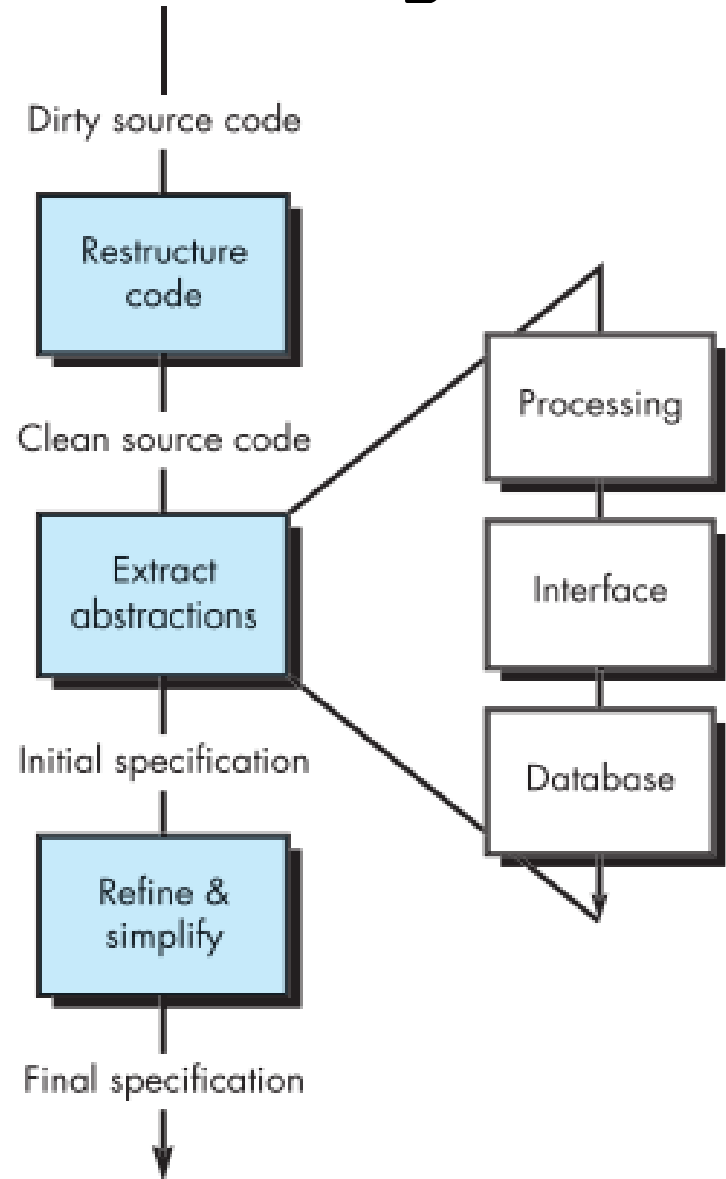 Dirty source code
Restructure
code
Clean source code
Extract
abstractions
Initial specification
Refine &
simplify
Final specification
Processing
Interface
Database